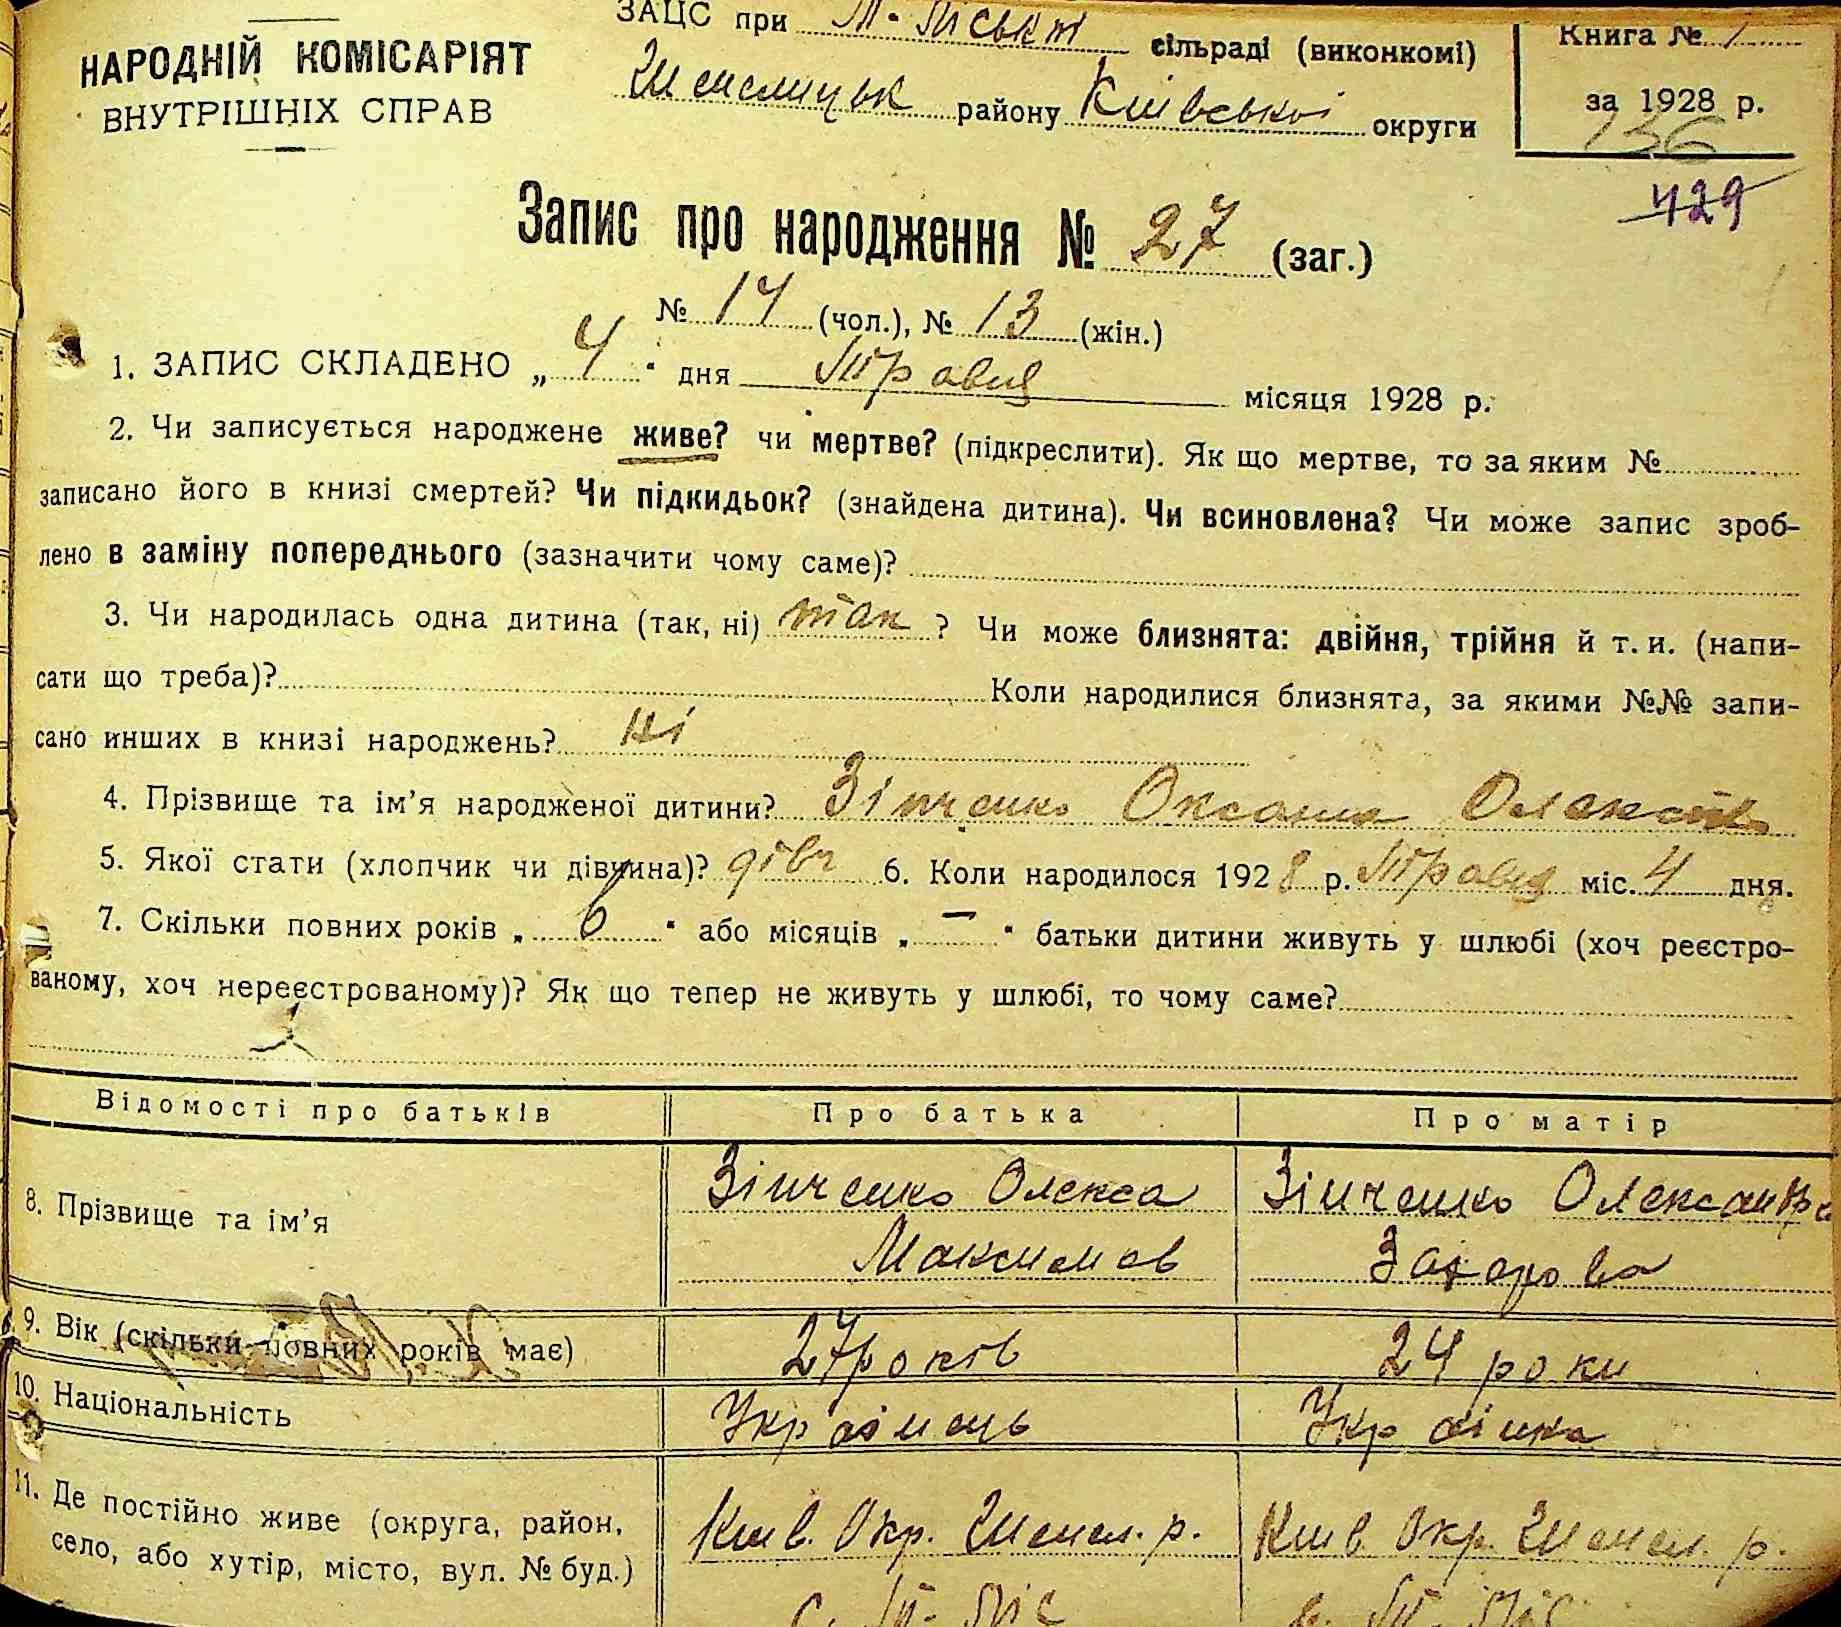 НАРОДНІЙ КОМІСАРІЯТ
ВНУТРІШНІХ СПРАВ
ЗАЦС при сільраді (виконкомі)
району Київської округи
Книга № 1
за 1928 р.
136
429
Запис про народження № 27 (заг.)
№ 14 (чол.), № 13 (жін.)
1. ЗАПИС СКЛАДЕНО „ 4 " дня Травня місяця 1928 р.
2. Чи записується народжене живе? чи мертве? (підкреслити). Як що мертве, то за яким №
записано його в книзі смертей? Чи підкидьок? (знайдена дитина). Чи всиновлена? Чи може запис зроб-
лено в заміну попереднього (зазначити чому саме)?
3. Чи народилась одна дитина (так, ні) так ? Чи може близнята: двійня, трійня й т. и. (напи-
сати що треба)? Коли народилися близнята, за якими №№ запи-
сано инших в книзі народжень? ні
4. Прізвище та ім'я народженої дитини? Зінченко Оксана
5. Якої стати (хлопчик чи дівчина)? дівч 6. Коли народилося 1928 р. Травня міс. 4 дня.
7. Скільки повних років „ 6 " або місяців „ — " батьки дитини живуть у шлюбі (хоч реєстро-
ваному, хоч нереєстрованому)? Як що тепер не живуть у шлюбі, то чому саме?
Відомості про батьків Про батька Про матір
8. Прізвище та ім'я Зінченко Олекса Зінченко Олександра
Максимов Захарова
9. Вік (скільки повних років має) 27 років 24 роки
10. Національність Українець Українка
11. Де постійно живе (округа, район, Київ. Окр. р. Київ. Окр. р.
село, або хутір, місто, вул. № буд.)